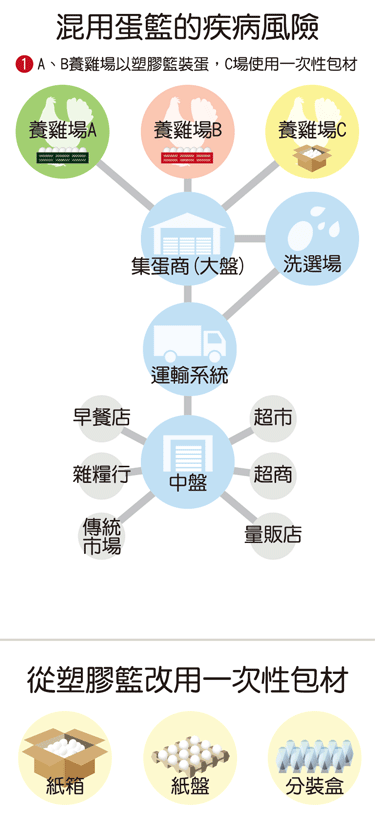 混用蛋籃的疾病風險
1 A、B養雞場以塑膠籃裝蛋，C場使用一次性包材
養雞場A 養雞場B 養雞場C
集蛋商(大盤) 洗選場
運輸系統
早餐店 超市
雜糧行 中盤 超商
傳統
市場 量販店
從塑膠籃改用一次性包材
紙箱 紙盤 分裝盒